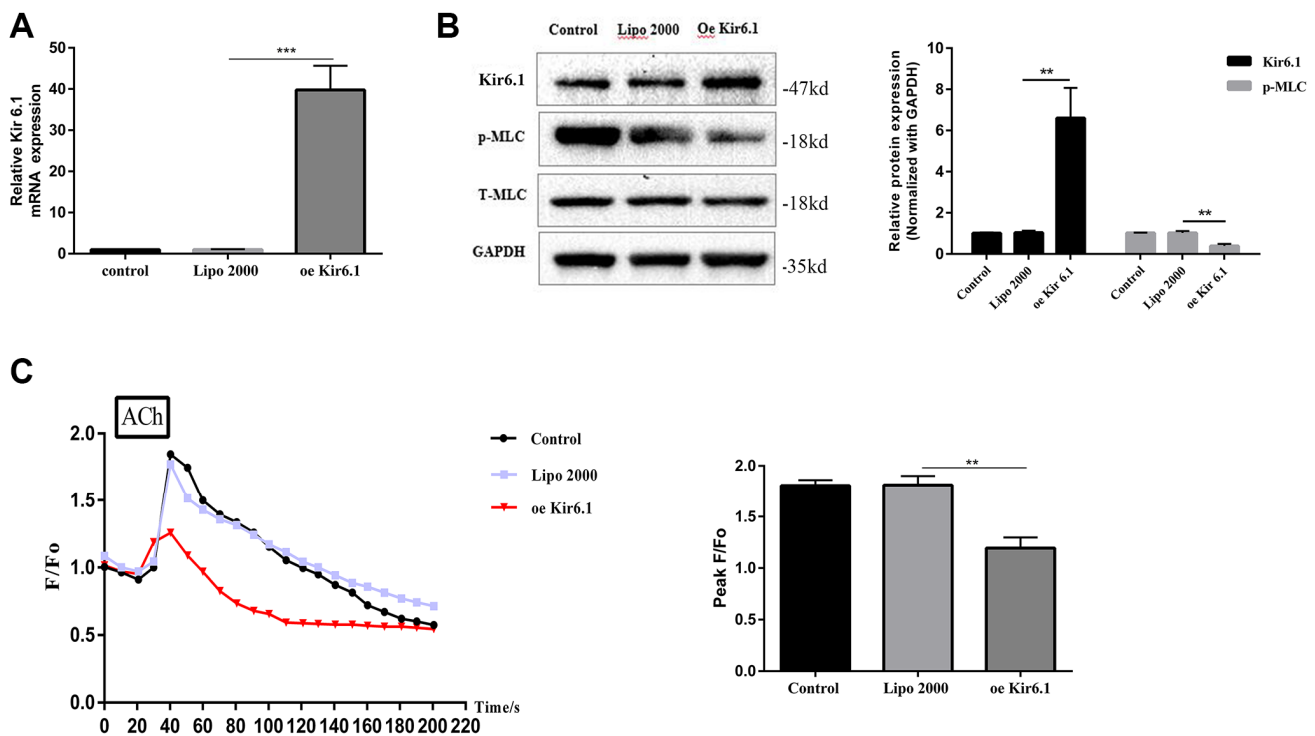 A
Relative Kir 6.1
mRNA expression
50
40
30
20
10
0
***
control
Lipo 2000
oe Kir6.1
B
Control
Lipo 2000
Oe Kir6.1
Kir6.1
-47kd
p-MLC
-18kd
T-MLC
-18kd
GAPDH
-35kd
Relative protein expression
(Normalized with GAPDH)
10
8
6
4
2
0
**
**
Control
Lipo 2000
oe Kir 6.1
Control
Lipo 2000
oe Kir 6.1
Kir6.1
p-MLC
C
ACh
F/Fo
2.0
1.5
1.0
0.5
0.0
0 20 40 60 80 100 120 140 160 180 200 220
Time/s
Control
Lipo 2000
oe Kir6.1
Peak F/Fo
2.0
1.5
1.0
0.5
0.0
**
Control
Lipo 2000
oe Kir6.1